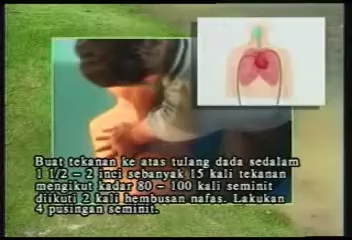 Buat tekanan ke atas tulang dada sedalam
1 1/2 - 2 inci sebanyak 15 kali tekanan
mengikut kadar 80 - 100 kali seminit
diikuti 2 kali hembusan nafas. Lakukan
4 pusingan seminit.